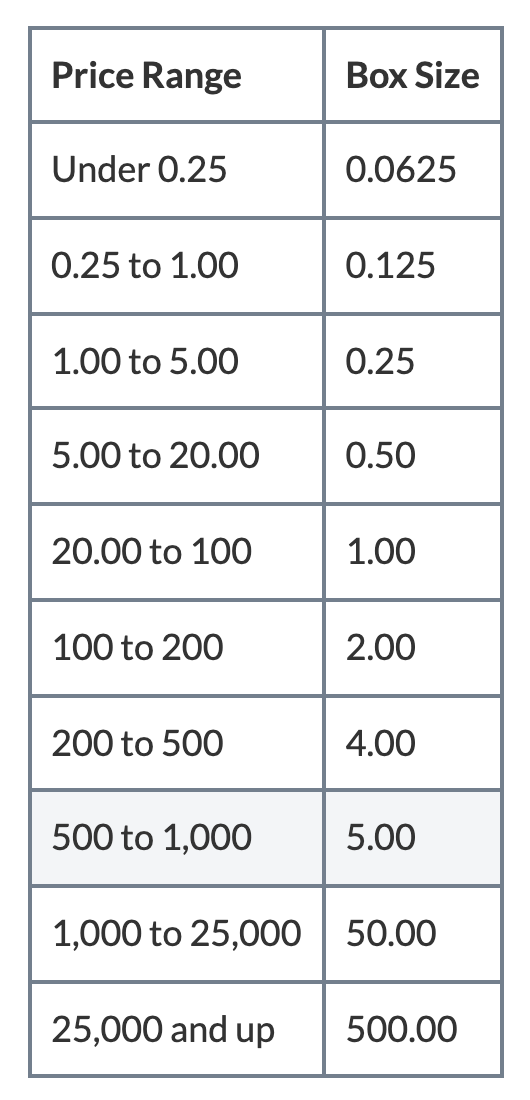 Price Range Box Size
Under 0.25 0.0625
0.25 to 1.00 0.125
1.00 to 5.00 0.25
5.00 to 20.00 0.50
20.00 to 100 1.00
100 to 200 2.00
200 to 500 4.00
500 to 1,000 5.00
1,000 to 25,000 50.00
25,000 and up 500.00